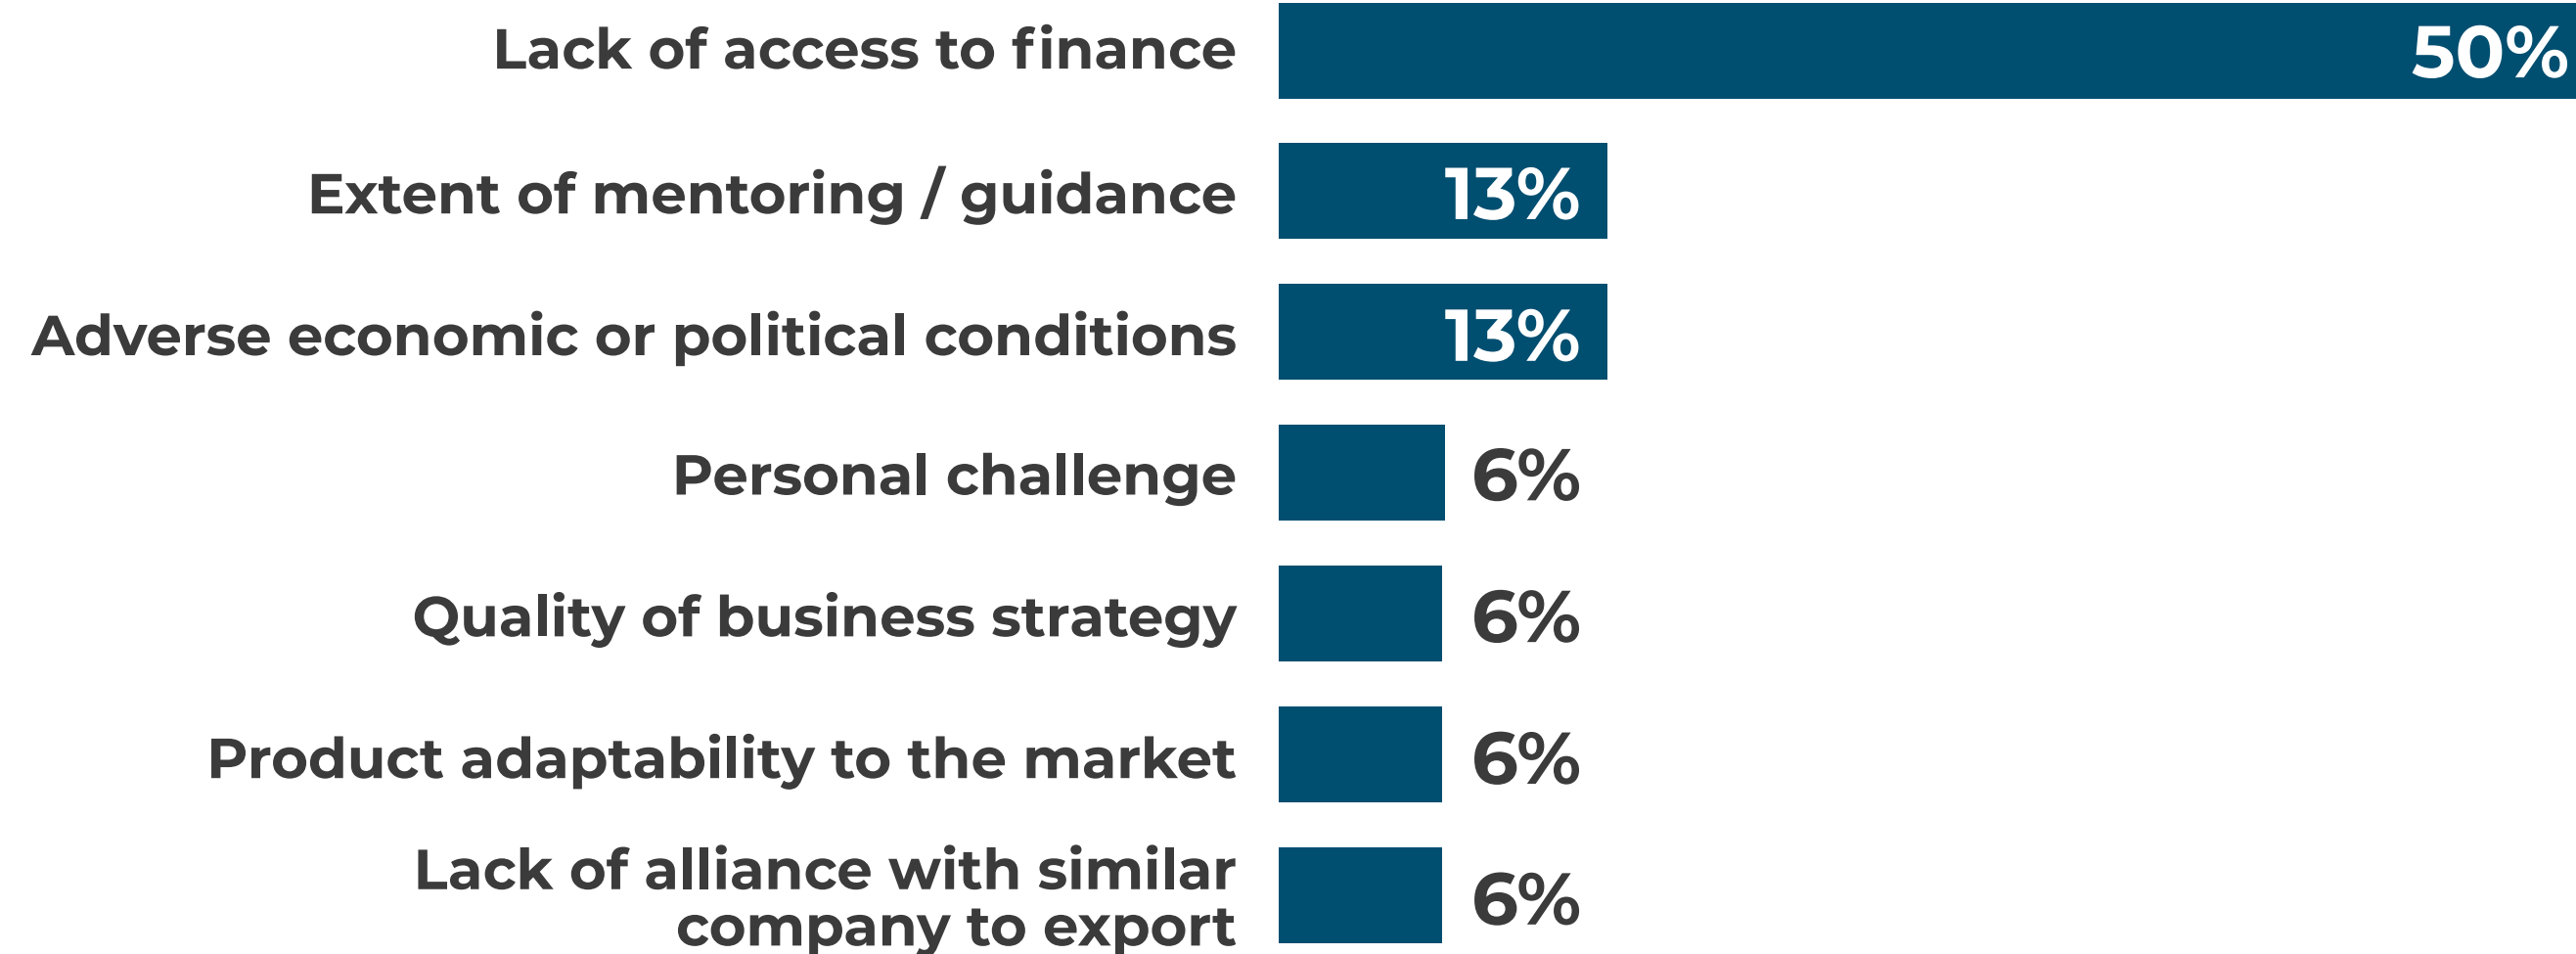 Lack of access to finance 50%
Extent of mentoring / guidance 13%
Adverse economic or political conditions 13%
Personal challenge 6%
Quality of business strategy 6%
Product adaptability to the market 6%
Lack of alliance with similar
company to export 6%